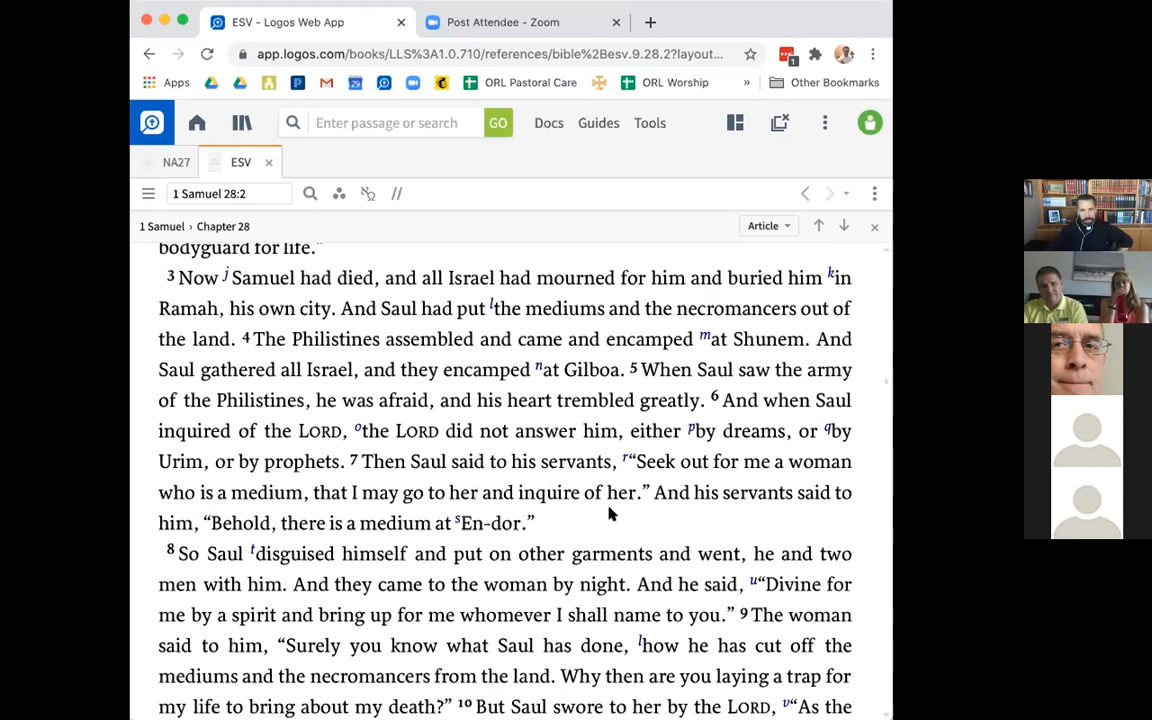 ESV - Logos Web App
Post Attendee - Zoom
app.logos.com/books/LLS%3A1.0.710/references/bible%2Besv.9.28.2?layout...
1
Apps
29
P
ORL Pastoral Care
ORL Worship
»
Other Bookmarks
Enter passage or search
GO
Docs
Guides
Tools
NA27
ESV
1 Samuel 28:2
1 Samuel › Chapter 28
Article
bodyguard for life."
3 Now j Samuel had died, and all Israel had mourned for him and buried him k in
Ramah, his own city. And Saul had put l the mediums and the necromancers out of
the land. 4 The Philistines assembled and came and encamped m at Shunem. And
Saul gathered all Israel, and they encamped n at Gilboa. 5 When Saul saw the army
of the Philistines, he was afraid, and his heart trembled greatly. 6 And when Saul
inquired of the LORD, o the LORD did not answer him, either p by dreams, or q by
Urim, or by prophets. 7 Then Saul said to his servants, r “Seek out for me a woman
who is a medium, that I may go to her and inquire of her.” And his servants said to
him, “Behold, there is a medium at s En-dor.”
8 So Saul t disguised himself and put on other garments and went, he and two
men with him. And they came to the woman by night. And he said, u “Divine for
me by a spirit and bring up for me whomever I shall name to you.” 9 The woman
said to him, “Surely you know what Saul has done, l how he has cut off the
mediums and the necromancers from the land. Why then are you laying a trap for
my life to bring about my death?” 10 But Saul swore to her by the LORD, v “As the